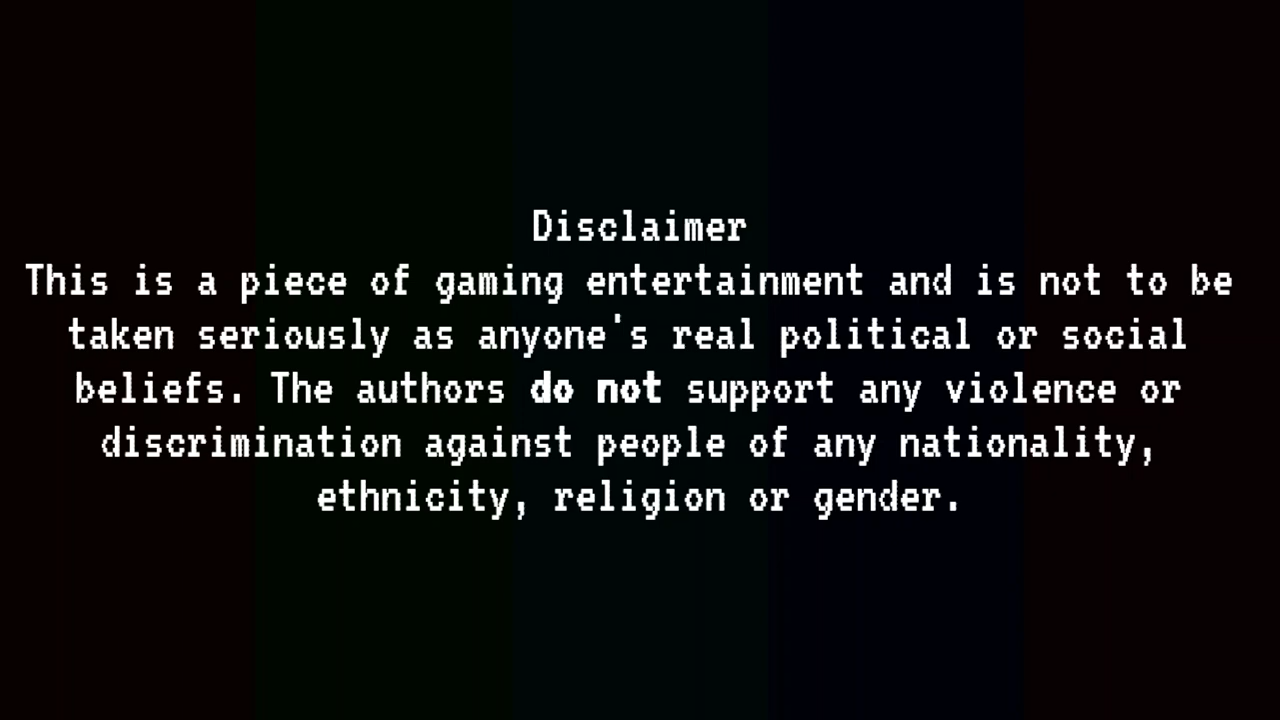 Disclaimer
This is a piece of gaming entertainment and is not to be
taken seriously as anyone's real political or social
beliefs. The authors do not support any violence or
discrimination against people of any nationality,
ethnicity, religion or gender.